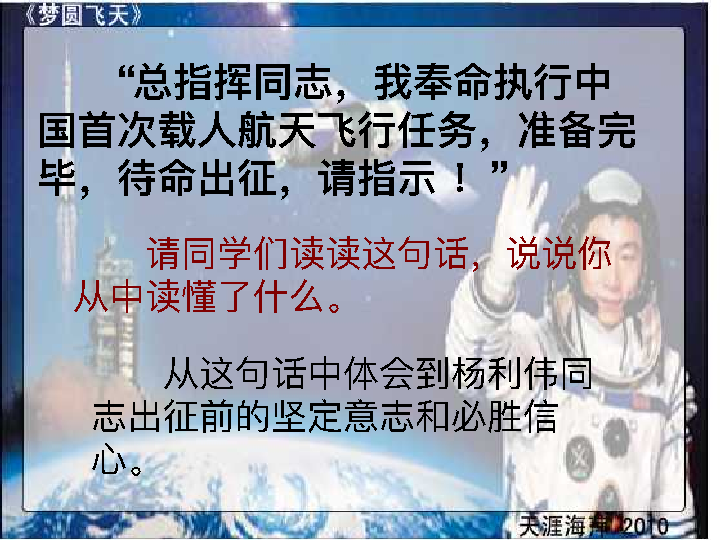 《梦圆飞天》
“总指挥同志，我奉命执行中
国首次载人航天飞行任务，准备完
毕，待命出征，请指示！”
请同学们读读这句话，说说你
从中读懂了什么。
从这句话中体会到杨利伟同
志出征前的坚定意志和必胜信
心。
天涯海 2010